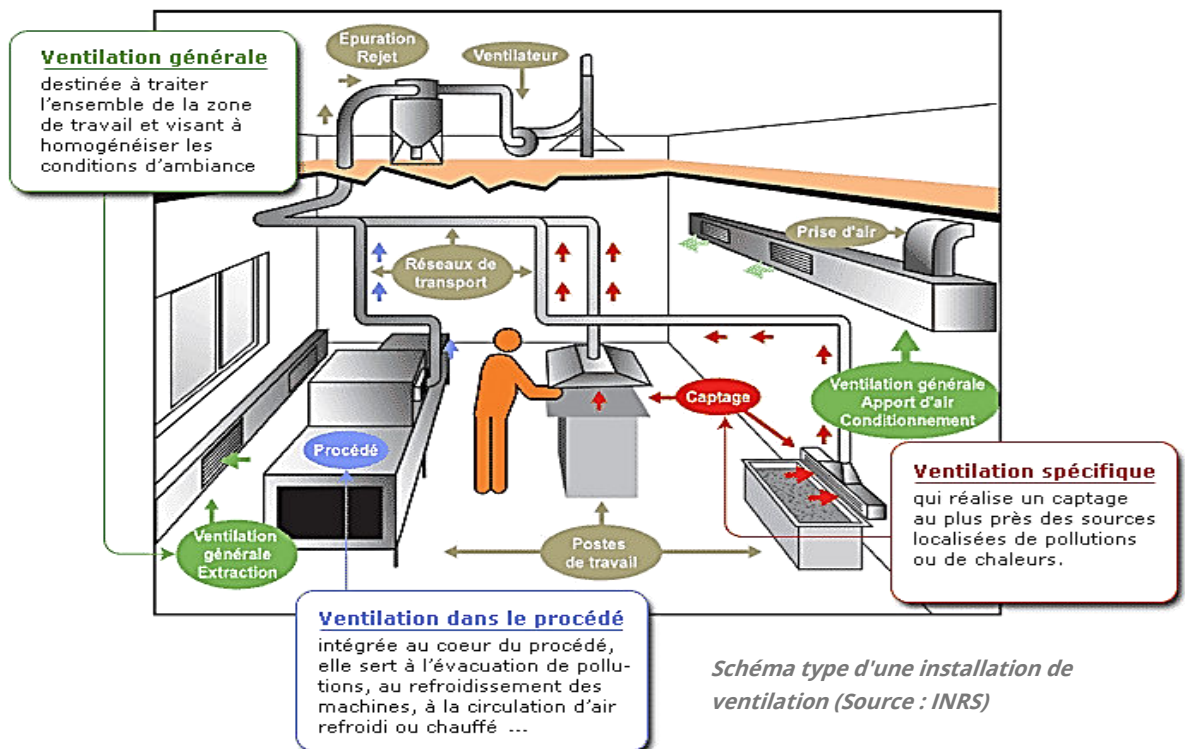 Ventilation générale
destinée à traiter
l'ensemble de la zone
de travail et visant à
homogénéiser les
conditions d'ambiance
Epuration
Rejet
Ventilateur
Prise d'air
Réseaux de
transport
Ventilation générale
Apport d'air
Conditionnement
Captage
Procédé
Ventilation spécifique
qui réalise un captage
au plus près des sources
localisées de pollutions
ou de chaleurs.
Ventilation
générale
Extraction
Postes
de travail
Ventilation dans le procédé
intégrée au coeur du procédé,
elle sert à l'évacuation de pollu-
tions, au refroidissement des
machines, à la circulation d'air
refroidi ou chauffé ...
Schéma type d'une installation de
ventilation (Source : INRS)